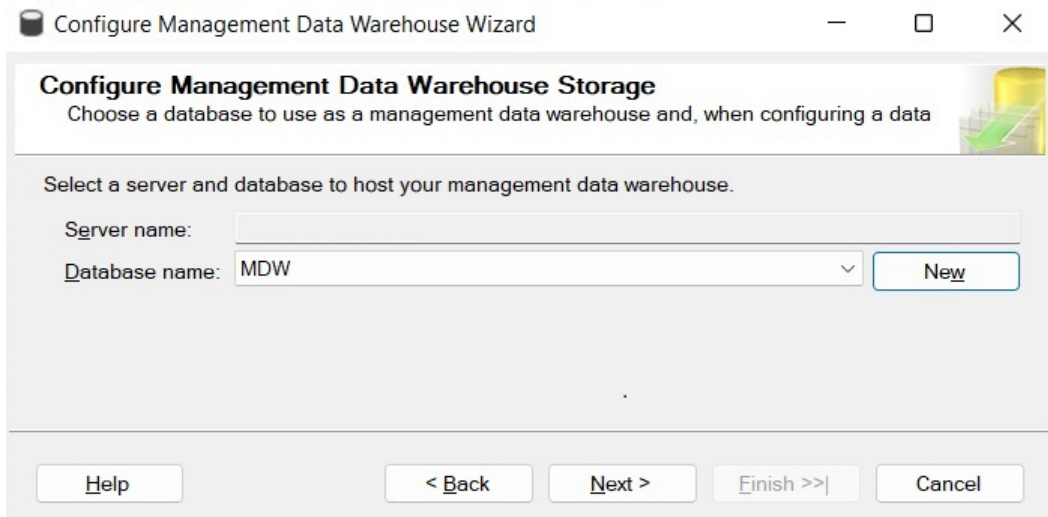 Configure Management Data Warehouse Wizard
Configure Management Data Warehouse Storage
Choose a database to use as a management data warehouse and, when configuring a data
Select a server and database to host your management data warehouse.
Server name:
Database name: MDW New
Help < Back Next > Finish >>| Cancel